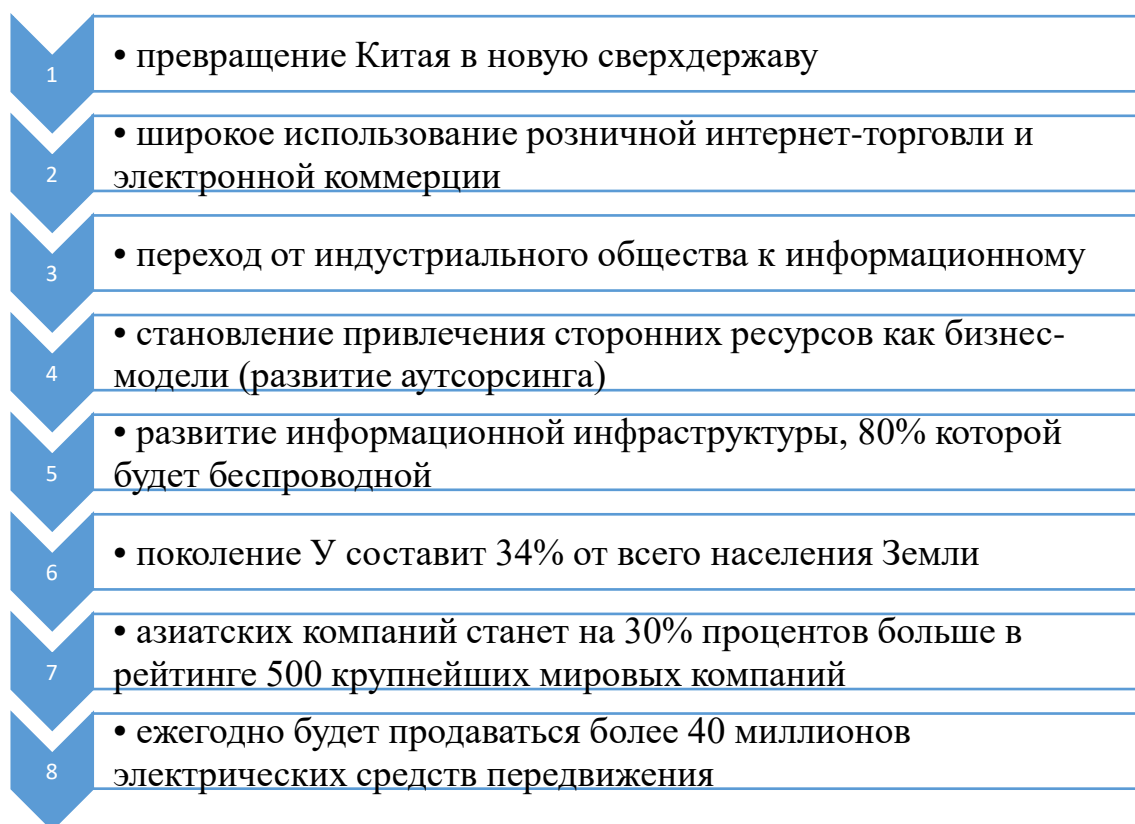 1
• превращение Китая в новую сверхдержаву
2
• широкое использование розничной интернет-торговли и
электронной коммерции
3
• переход от индустриального общества к информационному
4
• становление привлечения сторонних ресурсов как бизнес-
модели (развитие аутсорсинга)
5
• развитие информационной инфраструктуры, 80% которой
будет беспроводной
6
• поколение У составит 34% от всего населения Земли
7
• азиатских компаний станет на 30% процентов больше в
рейтинге 500 крупнейших мировых компаний
8
• ежегодно будет продаваться более 40 миллионов
электрических средств передвижения